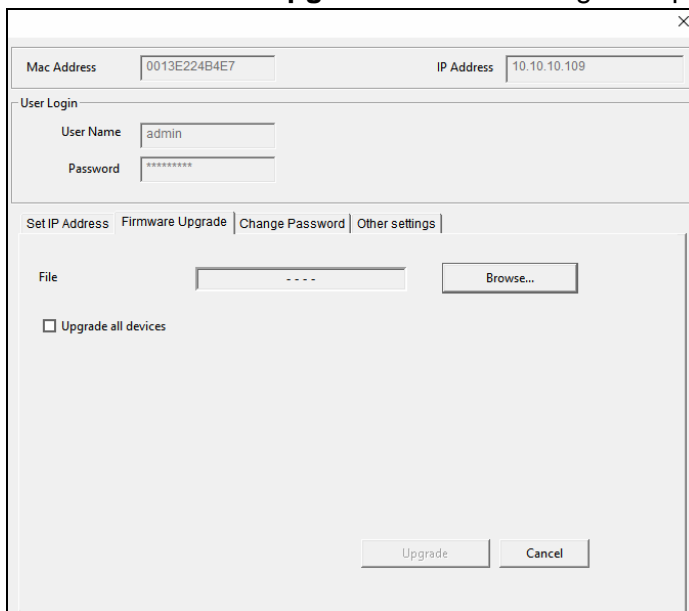 Mac Address 0013E224B4E7 IP Address 10.10.10.109
User Login
User Name admin
Password *********
Set IP Address Firmware Upgrade Change Password Other settings
File - - - - Browse...
Upgrade all devices
Upgrade Cancel